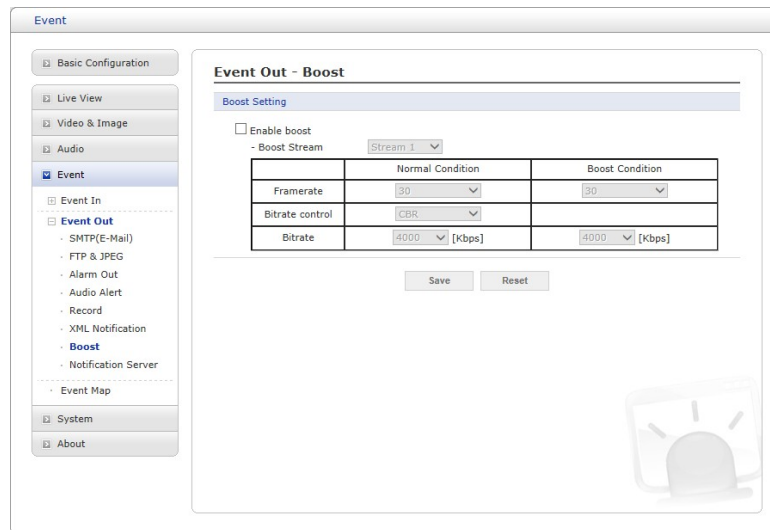 Event
Basic Configuration
Live View
Video & Image
Audio
Event
Event In
Event Out
SMTP(E-Mail)
FTP & JPEG
Alarm Out
Audio Alert
Record
XML Notification
Boost
Notification Server
Event Map
System
About
Event Out - Boost
Boost Setting
Enable boost
- Boost Stream Stream 1
Normal Condition Boost Condition
Framerate 30 30
Bitrate control CBR
Bitrate 4000 [Kbps] 4000 [Kbps]
Save Reset